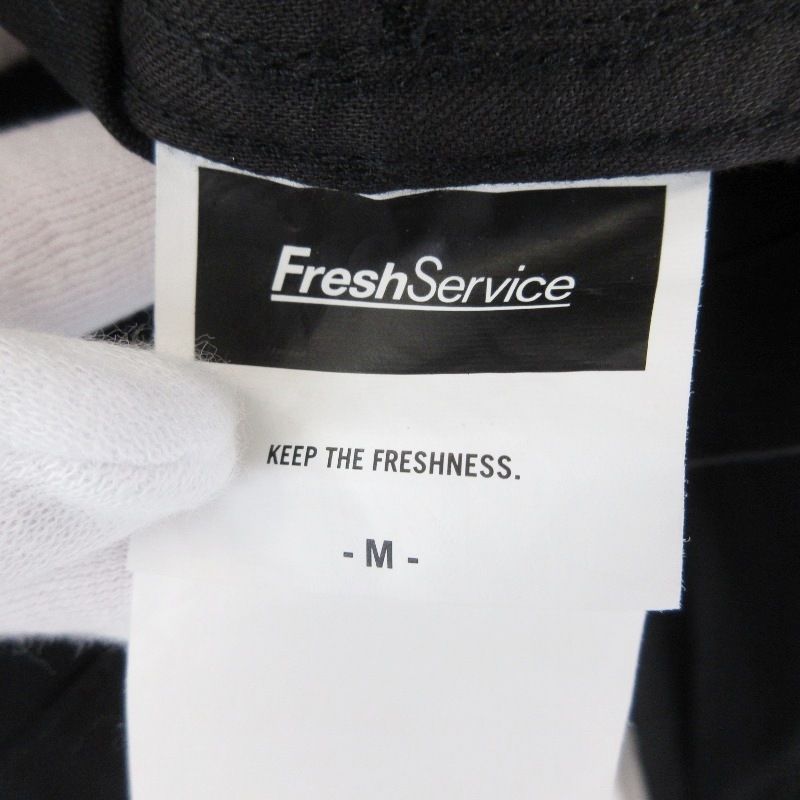 FreshService
KEEP THE FRESHNESS.
- M -